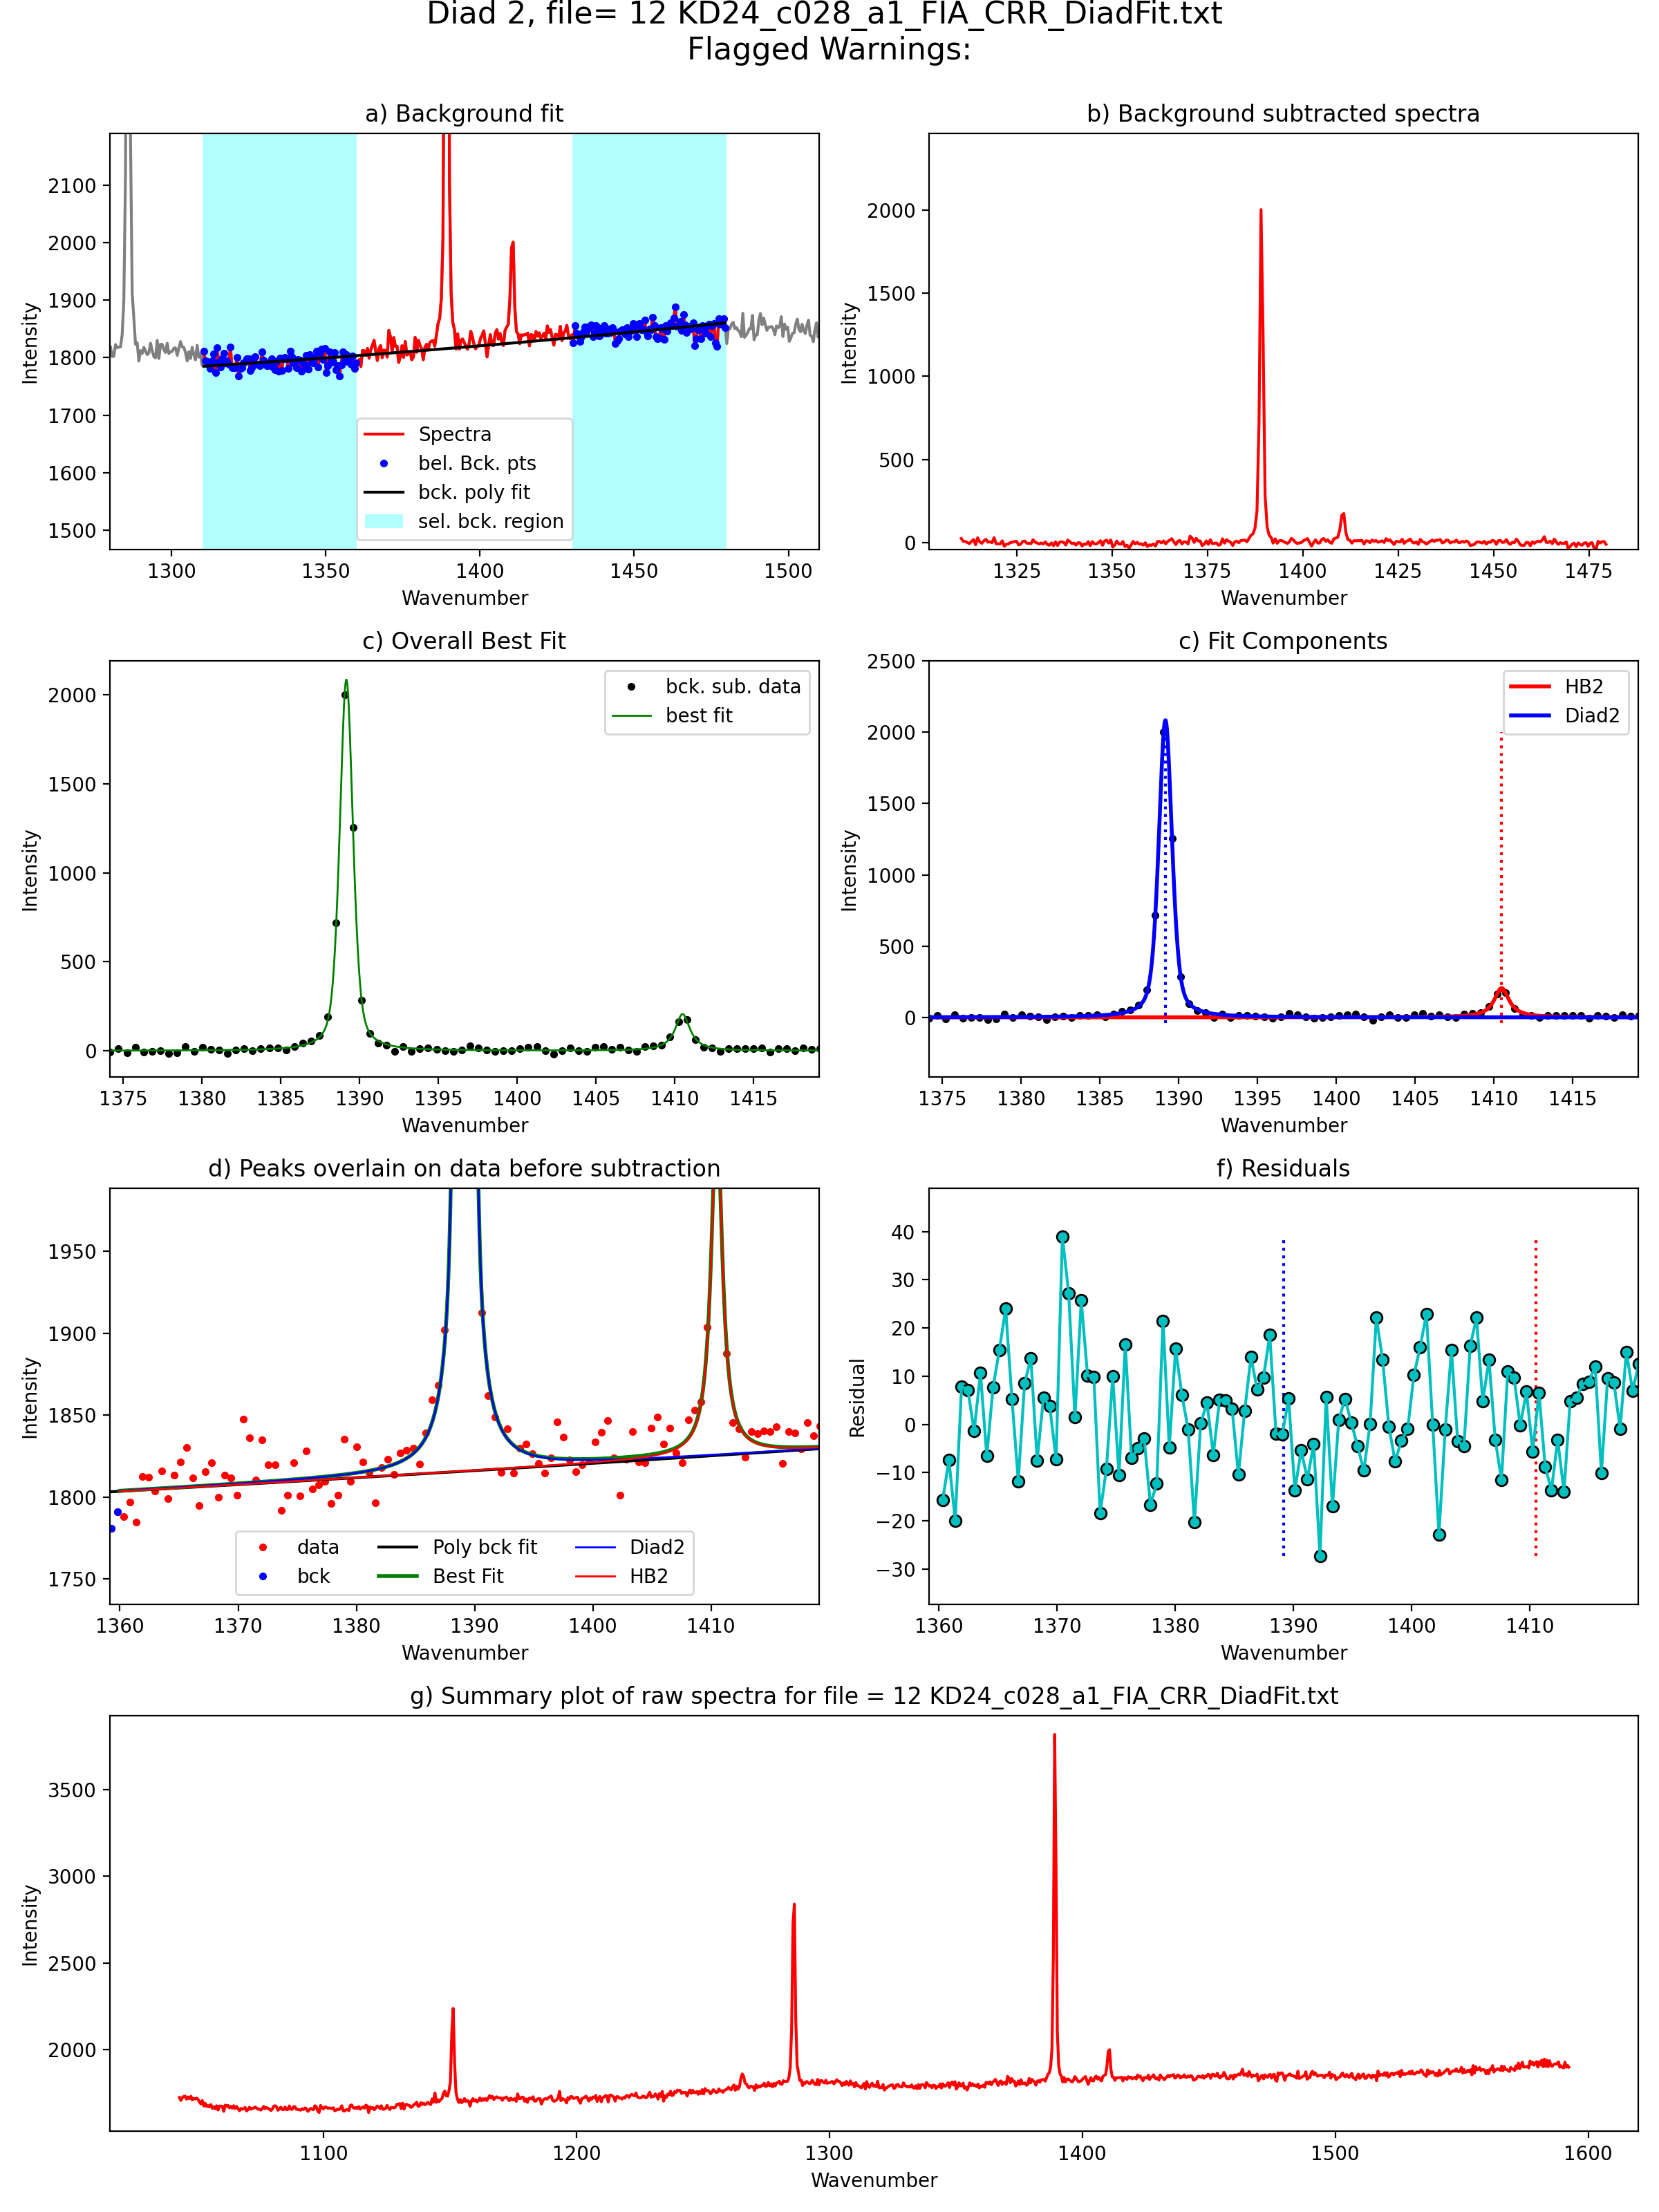 Diad 2, file= 12 KD24_c028_a1_FIA_CRR_DiadFit.txt
Flagged Warnings:
a) Background fit
Intensity
2100
2000
1900
1800
1700
1600
1500
Spectra
bel. Bck. pts
bck. poly fit
sel. bck. region
1300 1350 1400 1450 1500
Wavenumber
b) Background subtracted spectra
Intensity
2000
1500
1000
500
0
1325 1350 1375 1400 1425 1450 1475
Wavenumber
c) Overall Best Fit
Intensity
2000
1500
1000
500
0
bck. sub. data
best fit
1375 1380 1385 1390 1395 1400 1405 1410 1415
Wavenumber
c) Fit Components
Intensity
2500
2000
1500
1000
500
0
HB2
Diad2
1375 1380 1385 1390 1395 1400 1405 1410 1415
Wavenumber
d) Peaks overlain on data before subtraction
Intensity
1950
1900
1850
1800
1750
data Poly bck fit Diad2
bck Best Fit HB2
1360 1370 1380 1390 1400 1410
Wavenumber
f) Residuals
Residual
40
30
20
10
0
−10
−20
−30
1360 1370 1380 1390 1400 1410
Wavenumber
g) Summary plot of raw spectra for file = 12 KD24_c028_a1_FIA_CRR_DiadFit.txt
Intensity
3500
3000
2500
2000
1100 1200 1300 1400 1500 1600
Wavenumber